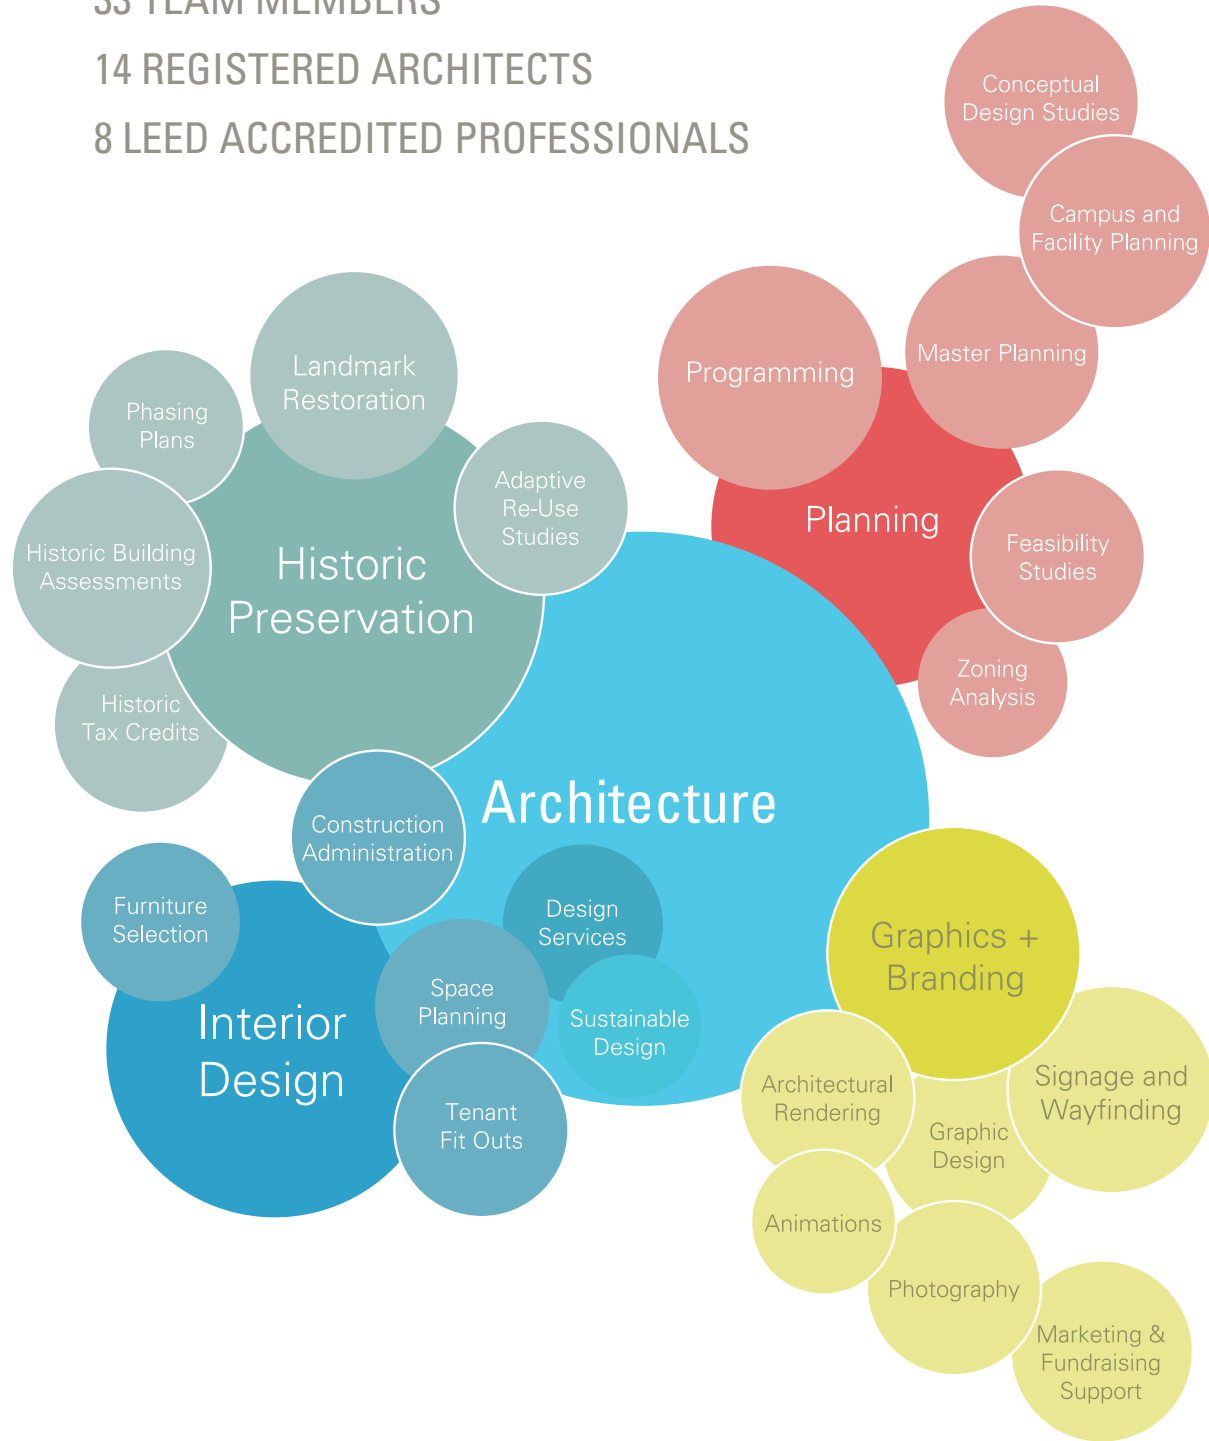 33 TEAM MEMBERS
14 REGISTERED ARCHITECTS
8 LEED ACCREDITED PROFESSIONALS
Conceptual
Design Studies
Campus and
Facility Planning
Master Planning
Programming
Planning
Feasibility
Studies
Zoning
Analysis
Landmark
Restoration
Phasing
Plans
Adaptive
Re-Use
Studies
Historic Building
Assessments
Historic
Preservation
Historic
Tax Credits
Architecture
Construction
Administration
Furniture
Selection
Design
Services
Space
Planning
Sustainable
Design
Interior
Design
Tenant
Fit Outs
Graphics +
Branding
Architectural
Rendering
Signage and
Wayfinding
Graphic
Design
Animations
Photography
Marketing &
Fundraising
Support